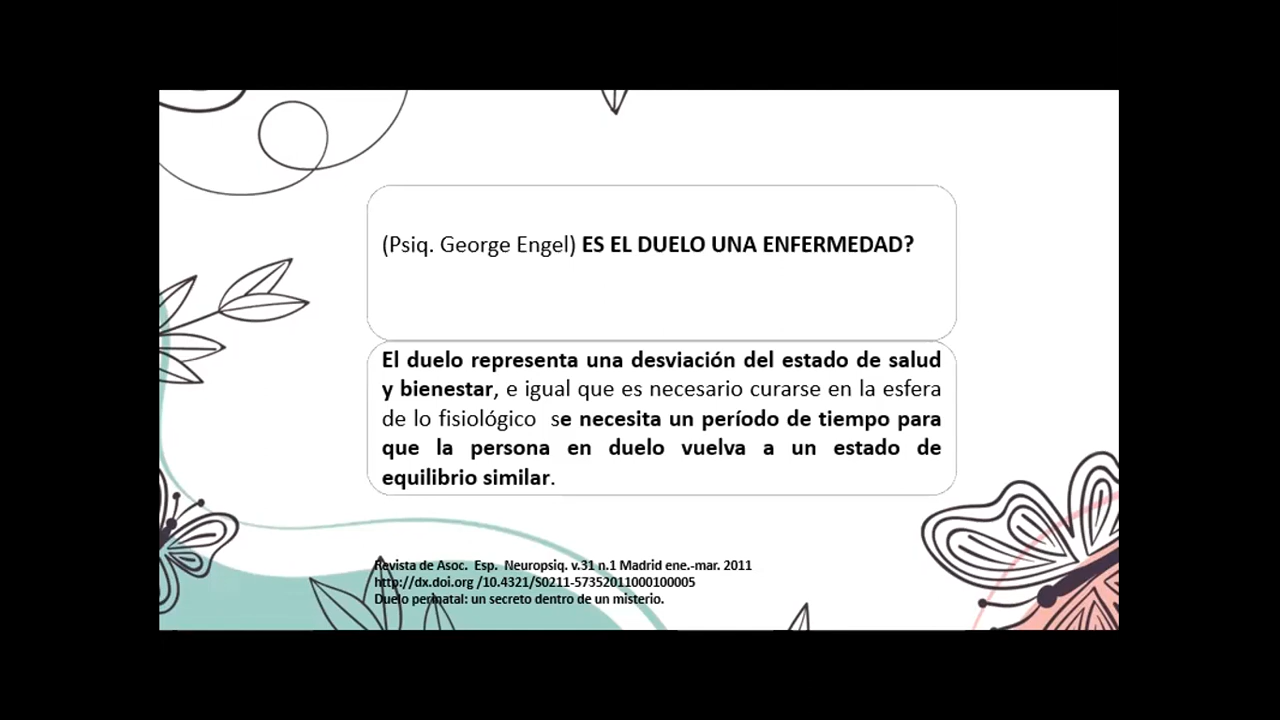 (Psiq. George Engel) ES EL DUELO UNA ENFERMEDAD?
El duelo representa una desviación del estado de salud
y bienestar, e igual que es necesario curarse en la esfera
de lo fisiológico se necesita un período de tiempo para
que la persona en duelo vuelva a un estado de
equilibrio similar.
Revista de Asoc. Esp. Neuropsiq. v.31 n.1 Madrid ene.-mar. 2011
http://dx.doi.org /10.4321/S0211-57352011000100005
Duelo perinatal: un secreto dentro de un misterio.